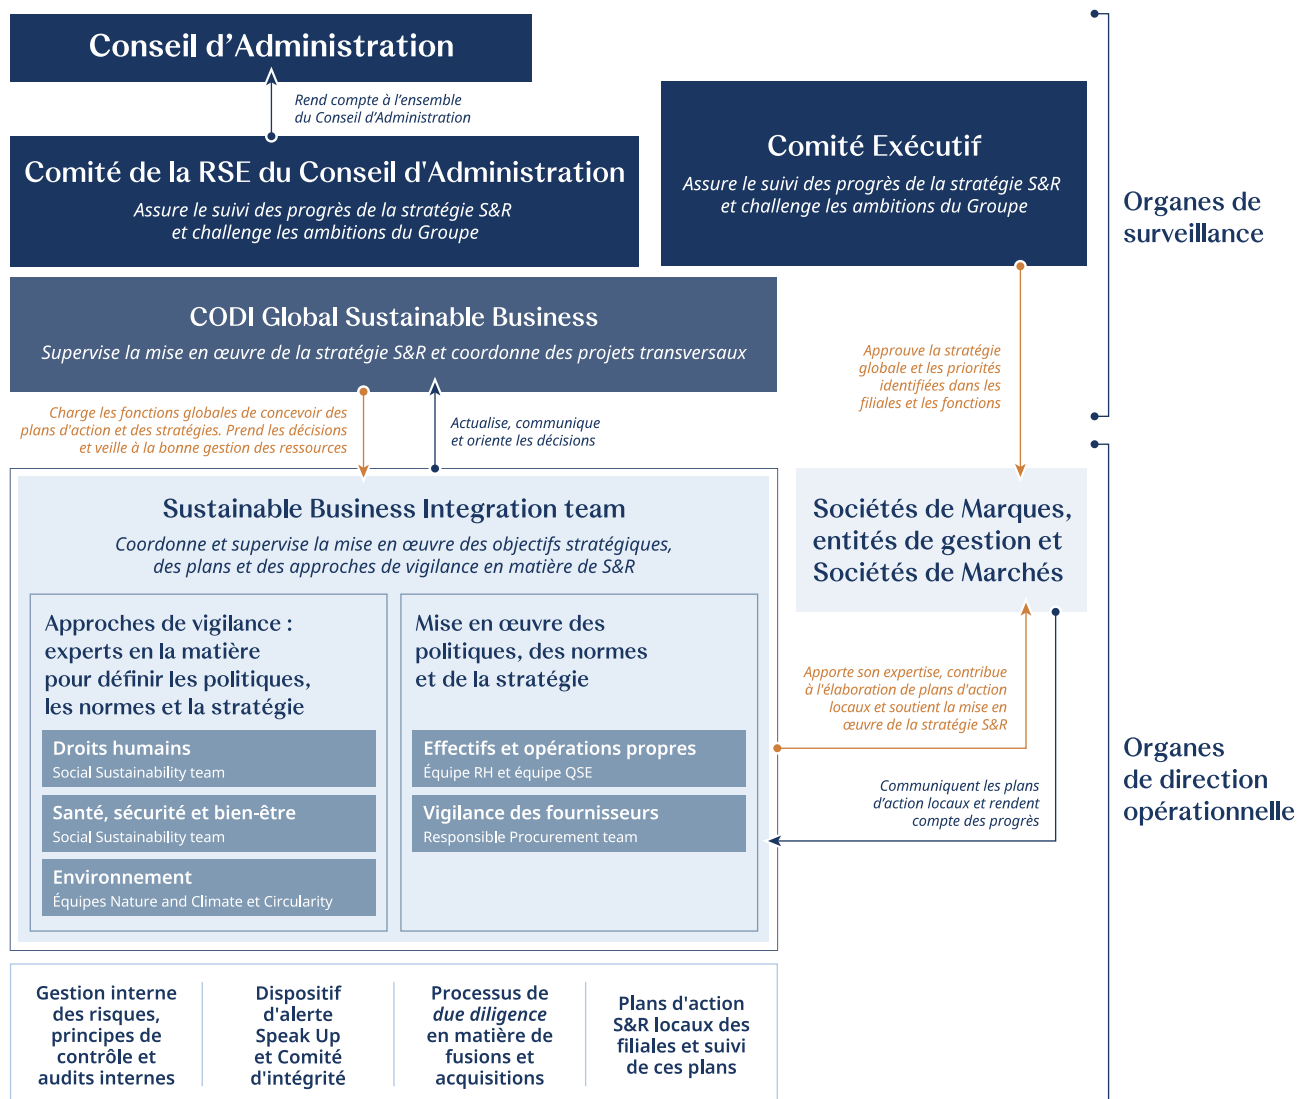 Conseil d’Administration
Rend compte à l’ensemble
du Conseil d’Administration
Comité de la RSE du Conseil d'Administration
Assure le suivi des progrès de la stratégie S&R
et challenge les ambitions du Groupe
Comité Exécutif
Assure le suivi des progrès de la stratégie S&R
et challenge les ambitions du Groupe
Organes de
surveillance
CODI Global Sustainable Business
Supervise la mise en œuvre de la stratégie S&R et coordonne des projets transversaux
Approuve la stratégie
globale et les priorités
identifiées dans les
filiales et les fonctions
Charge les fonctions globales de concevoir des
plans d'action et des stratégies. Prend les décisions
et veille à la bonne gestion des ressources
Actualise, communique
et oriente les décisions
Sustainable Business Integration team
Coordonne et supervise la mise en œuvre des objectifs stratégiques,
des plans et des approches de vigilance en matière de S&R
Sociétés de Marques,
entités de gestion et
Sociétés de Marchés
Approches de vigilance :
experts en la matière
pour définir les politiques,
les normes et la stratégie
Droits humains
Social Sustainability team
Santé, sécurité et bien-être
Social Sustainability team
Environnement
Équipes Nature and Climate et Circularity
Mise en œuvre des
politiques, des normes
et de la stratégie
Effectifs et opérations propres
Équipe RH et équipe QSE
Vigilance des fournisseurs
Responsible Procurement team
Apporte son expertise, contribue
à l'élaboration de plans d'action
locaux et soutient la mise en
œuvre de la stratégie S&R
Communiquent les plans
d’action locaux et rendent
compte des progrès
Organes
de direction
opérationnelle
Gestion interne
des risques,
principes de
contrôle et
audits internes
Dispositif
d'alerte
Speak Up
et Comité
d'intégrité
Processus de
due diligence
en matière de
fusions et
acquisitions
Plans d'action
S&R locaux des
filiales et suivi
de ces plans